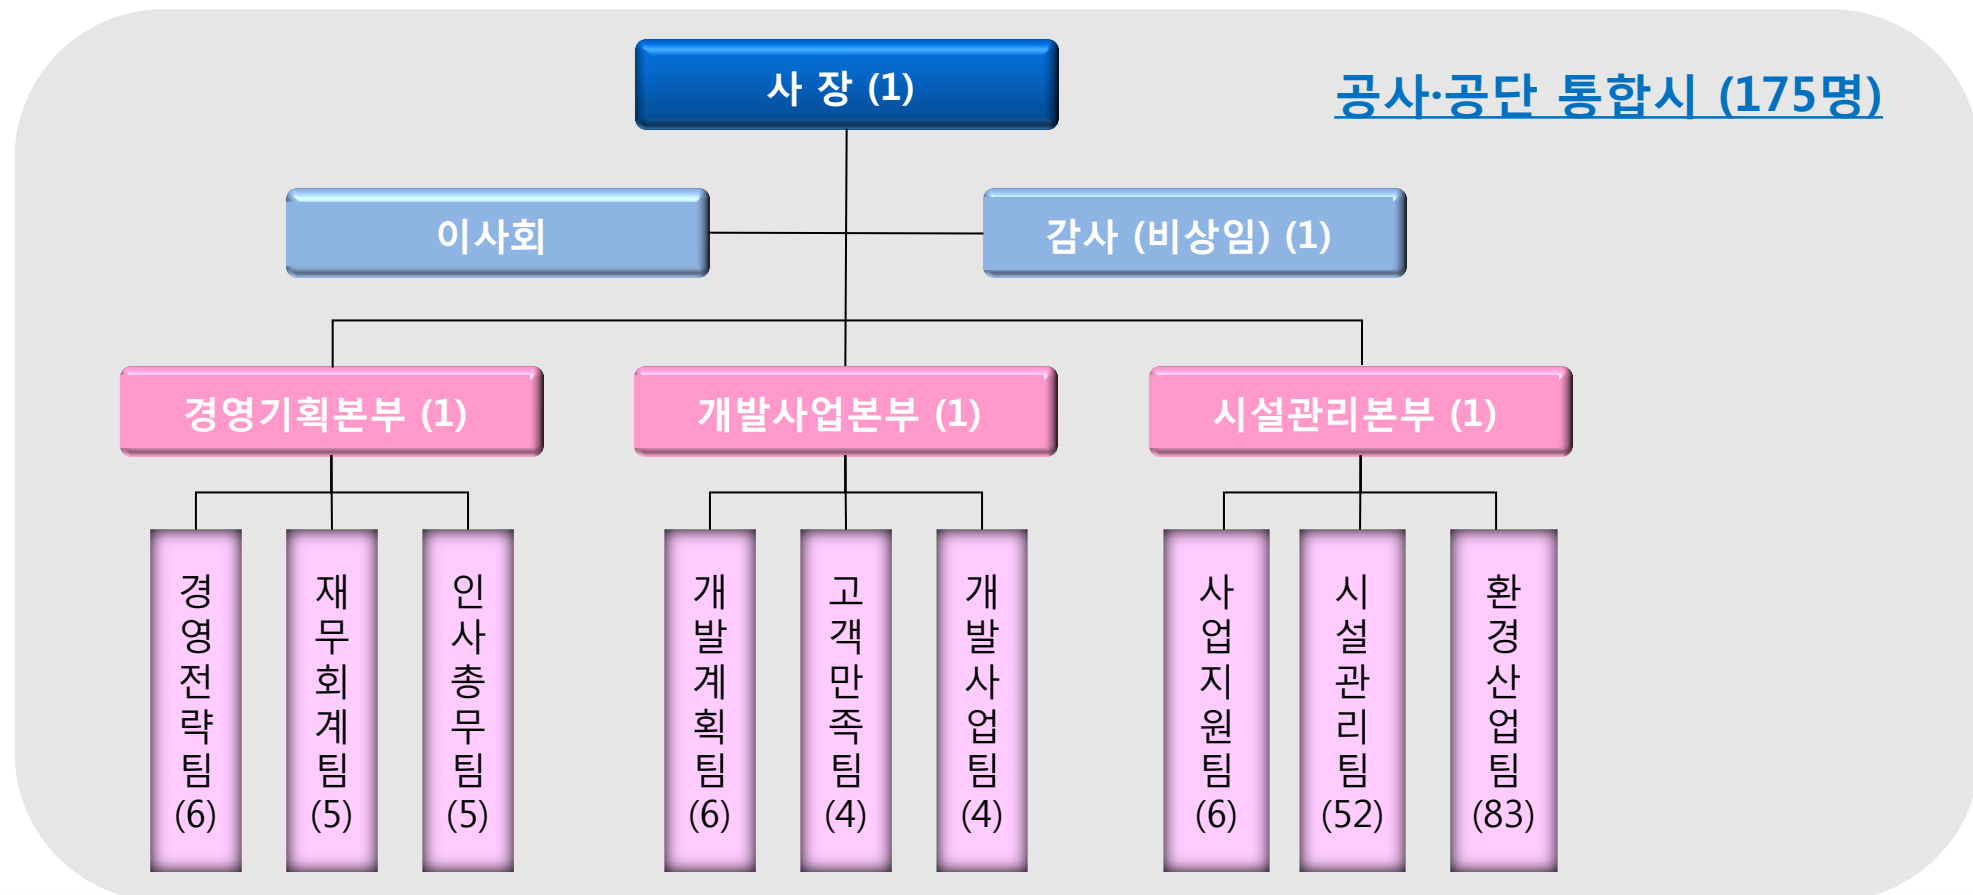 사 장 (1)
공사·공단 통합시 (175명)
이사회
감사 (비상임) (1)
경영기획본부 (1)
개발사업본부 (1)
시설관리본부 (1)
경영전략팀
(6)
재무회계팀
(5)
인사총무팀
(5)
개발계획팀
(6)
고객만족팀
(4)
개발사업팀
(4)
사업지원팀
(6)
시설관리팀
(52)
환경산업팀
(83)